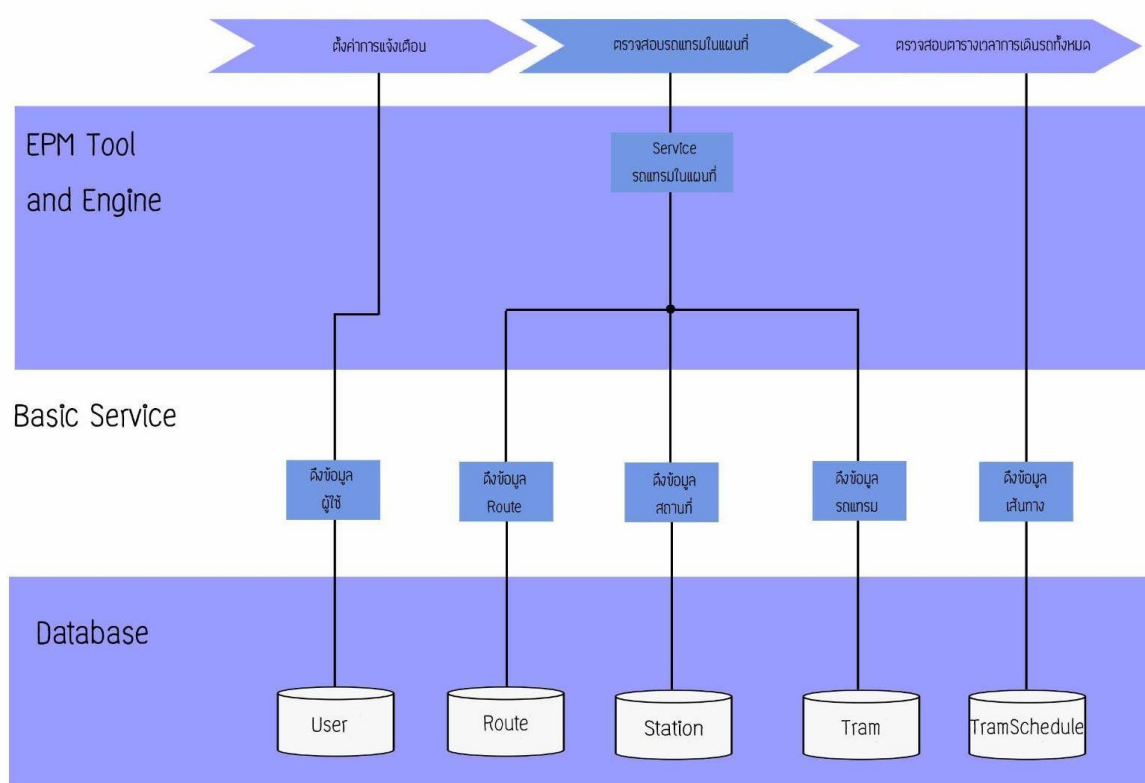 ตั้งค่าการแจ้งเตือน
ตรวจสอบรถแทรมในแผนที่
ตรวจสอบตารางเวลาการเดินรถทั้งหมด
EPM Tool
and Engine
Service
รถแทรมในแผนที่
Basic Service
ดึงข้อมูล
ผู้ใช้
ดึงข้อมูล
Route
ดึงข้อมูล
สถานที่
ดึงข้อมูล
รถแทรม
ดึงข้อมูล
เส้นทาง
Database
User
Route
Station
Tram
TramSchedule